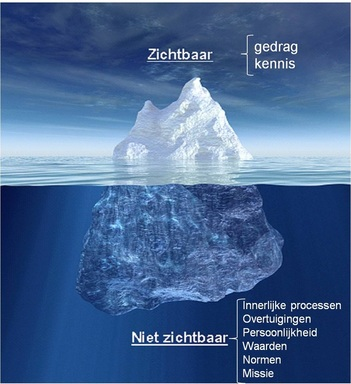 Zichtbaar
gedrag
kennis
Niet zichtbaar
Innerlijke processen
Overtuigingen
Persoonlijkheid
Waarden
Normen
Missie